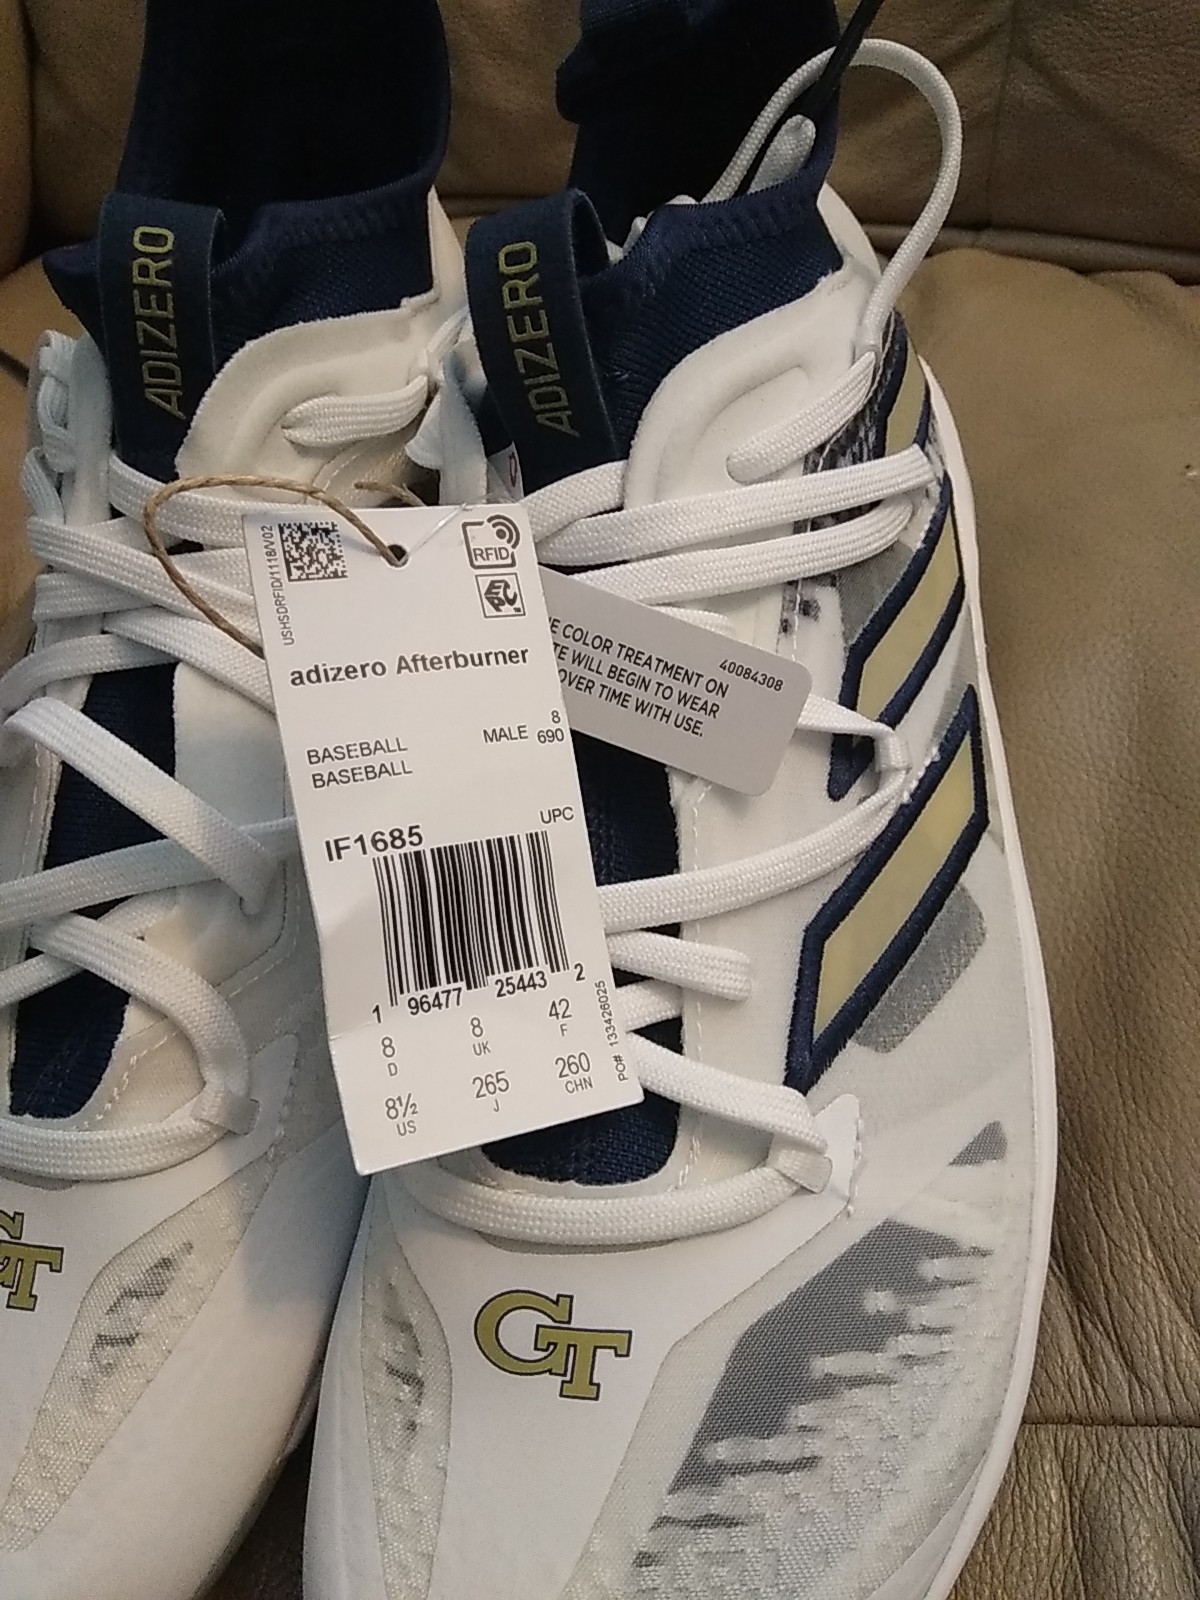 ADIZERO
ADIZERO
USHSDRFID/1118/V02
RFID
EPC
adizero Afterburner
BASEBALL
BASEBALL
MALE
8
690
UPC
IF1685
1 96477 25443 2
8 D
8 UK
42 F
8½ US
265 J
260 CHN
PO# 133426025
COLOR TREATMENT ON
WILL BEGIN TO WEAR
OVER TIME WITH USE.
40084308
GT
GT